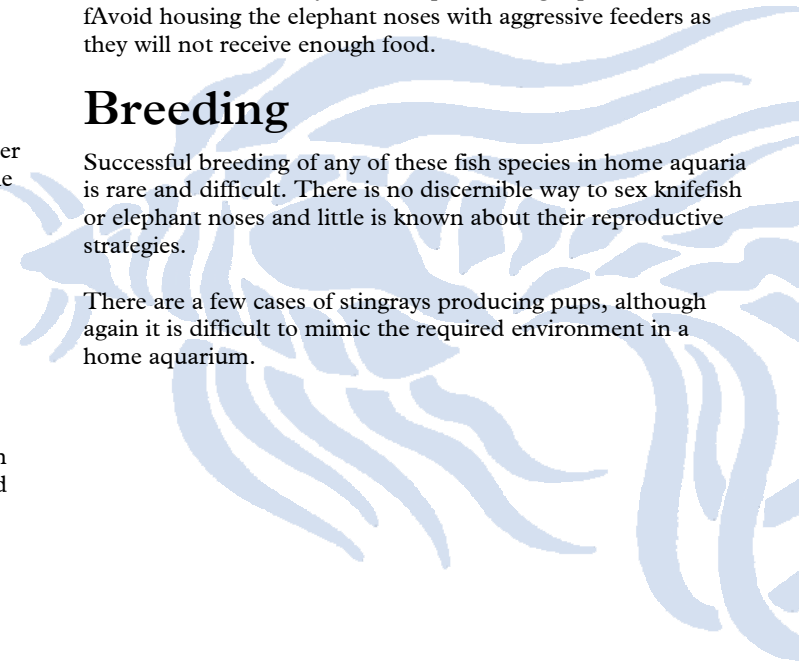 fAvoid housing the elephant noses with aggressive feeders as
they will not receive enough food.
Breeding
Successful breeding of any of these fish species in home aquaria
is rare and difficult. There is no discernible way to sex knifefish
or elephant noses and little is known about their reproductive
strategies.
There are a few cases of stingrays producing pups, although
again it is difficult to mimic the required environment in a
home aquarium.